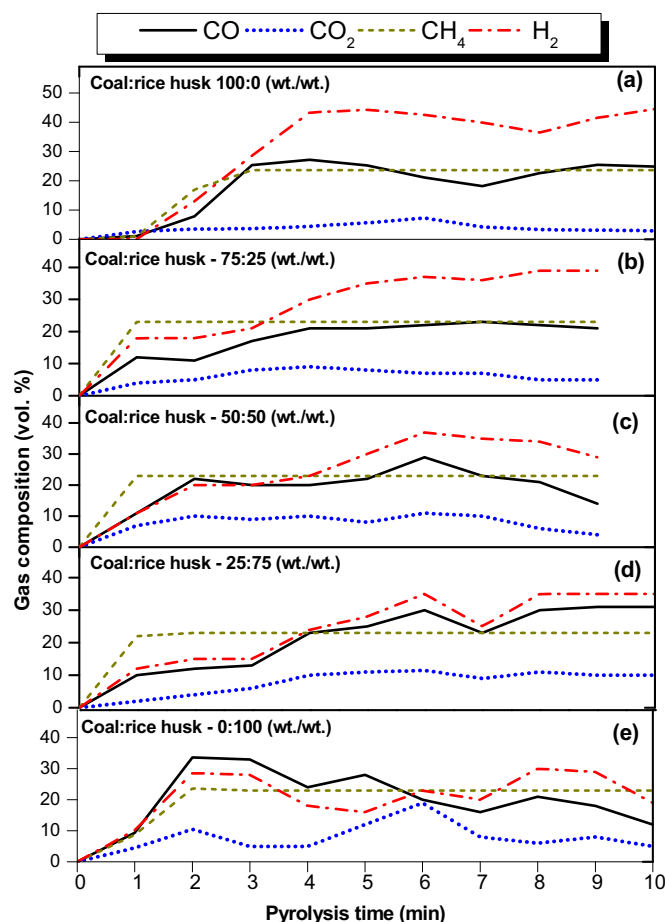 CO CO₂ CH₄ H₂
Coal:rice husk 100:0 (wt./wt.) (a)
50
40
30
20
10
0
Coal:rice husk - 75:25 (wt./wt.) (b)
40
30
20
10
0
Coal:rice husk - 50:50 (wt./wt.) (c)
40
30
20
10
0
Coal:rice husk - 25:75 (wt./wt.) (d)
30
20
10
0
Coal:rice husk - 0:100 (wt./wt.) (e)
40
30
20
10
0
0 1 2 3 4 5 6 7 8 9 10
Pyrolysis time (min)
Gas composition (vol. %)